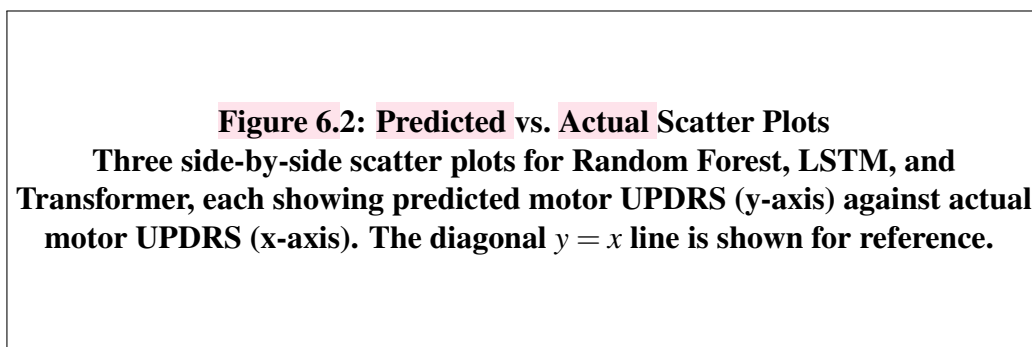 Figure 6.2: Predicted vs. Actual Scatter Plots
Three side-by-side scatter plots for Random Forest, LSTM, and
Transformer, each showing predicted motor UPDRS (y-axis) against actual
motor UPDRS (x-axis). The diagonal y = x line is shown for reference.